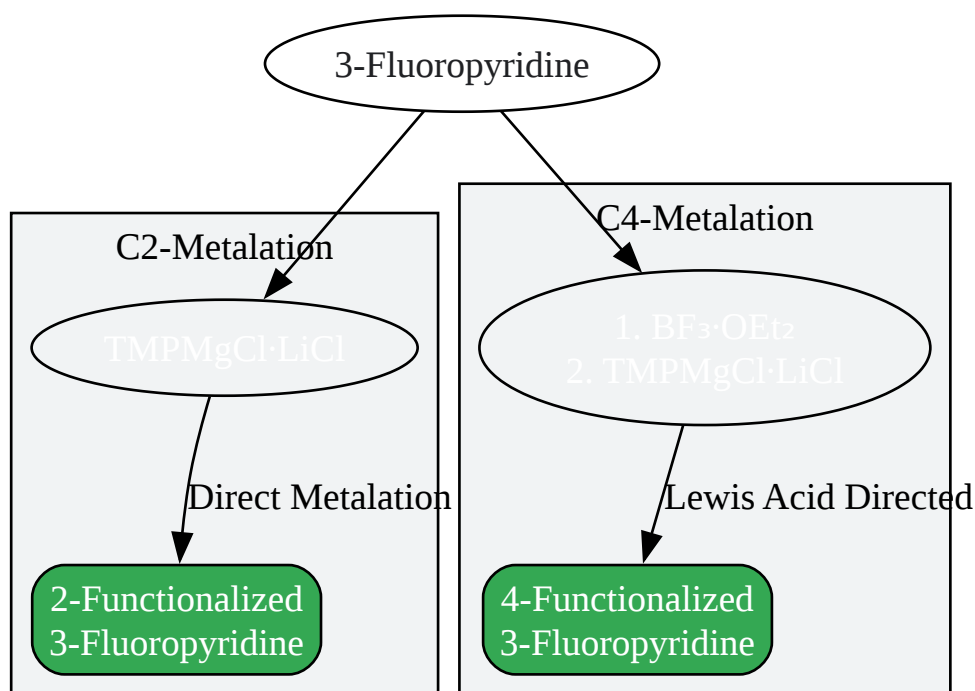 3-Fluoropyridine
C2-Metalation
TMPMgCl·LiCl
Direct Metalation
2-Functionalized
3-Fluoropyridine
C4-Metalation
1. BF₃·OEt₂
2. TMPMgCl·LiCl
Lewis Acid Directed
4-Functionalized
3-Fluoropyridine